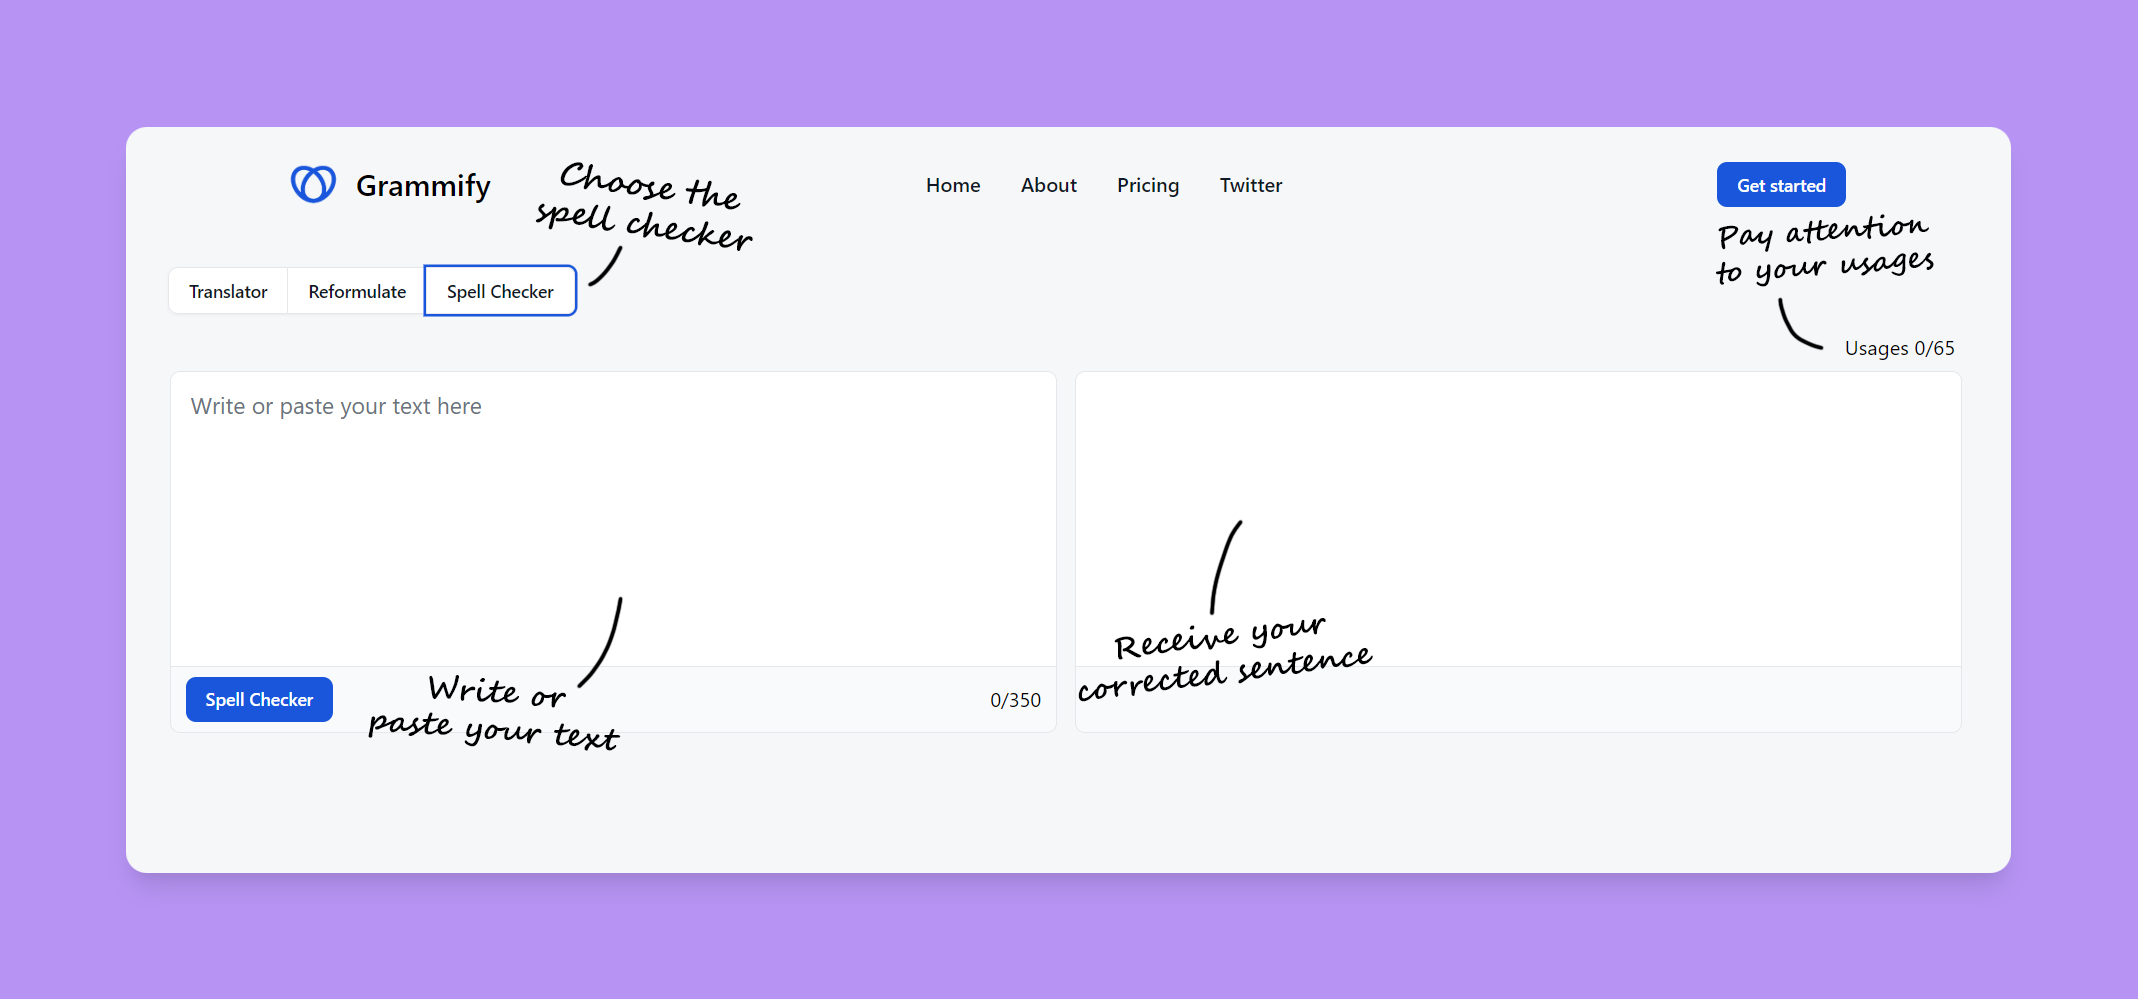 Grammify
Choose the
spell checker
Home
About
Pricing
Twitter
Get started
Pay attention
to your usages
Translator
Reformulate
Spell Checker
Usages 0/65
Write or paste your text here
Receive your
corrected sentence
Spell Checker
Write or
paste your text
0/350